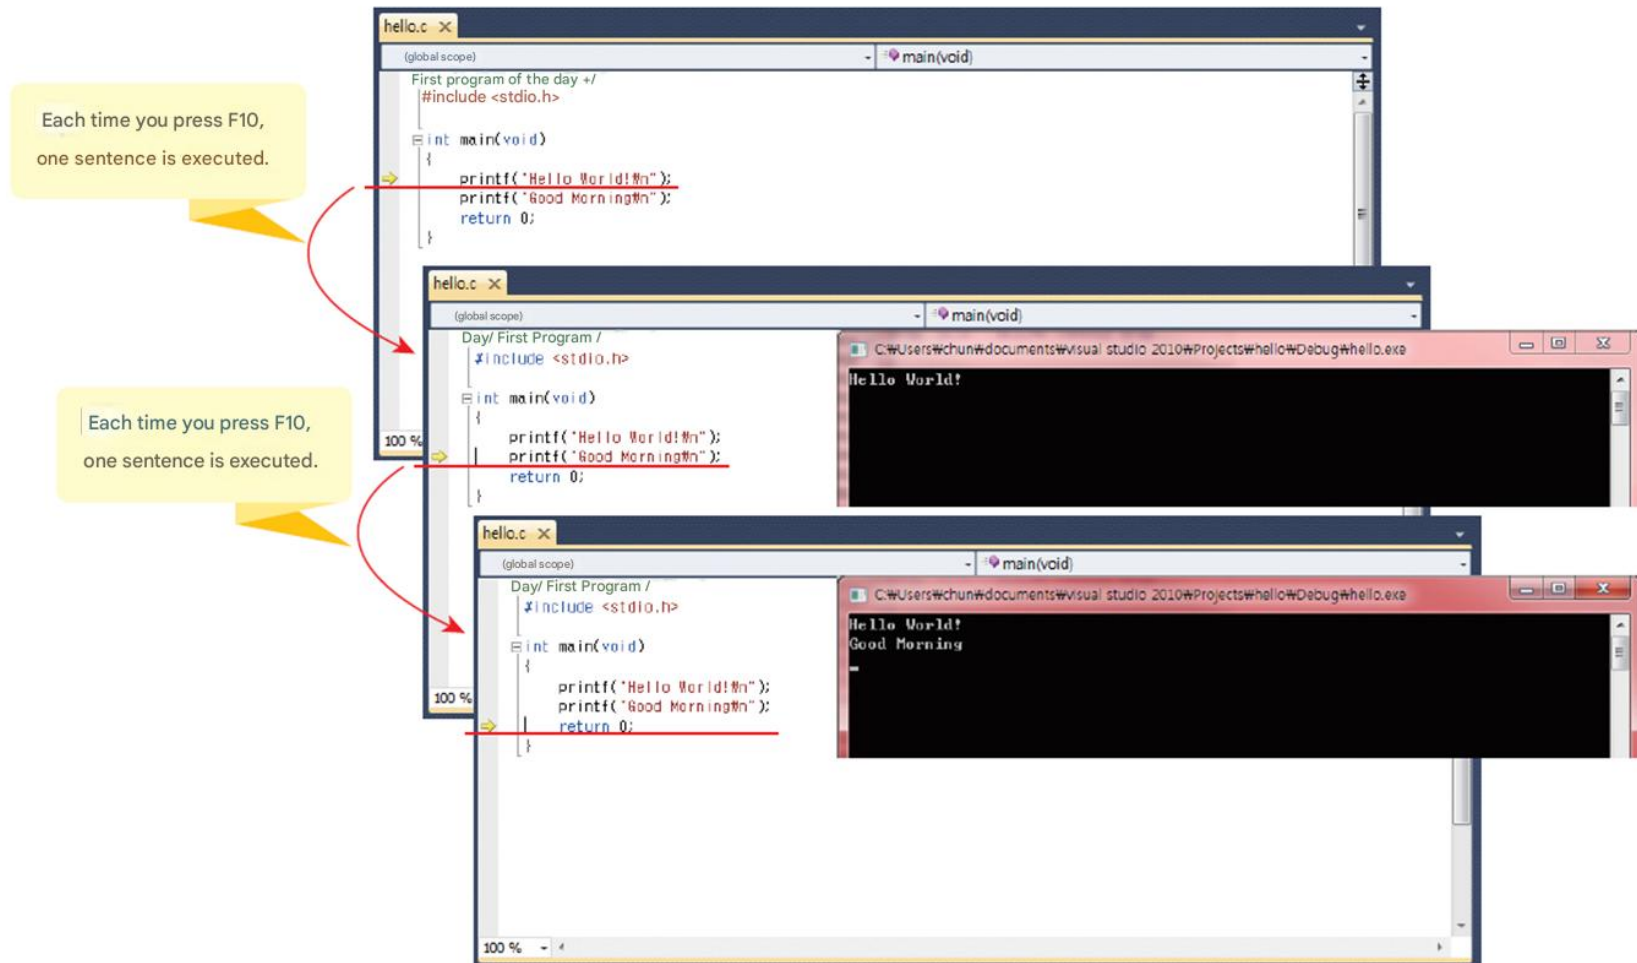 hello.c
(global scope)
main(void)
First program of the day +/
#include <stdio.h>
int main(void)
{
printf("Hello World!₩n");
printf("Good Morning₩n");
return 0;
}
100 %
Each time you press F10,
one sentence is executed.
hello.c
(global scope)
main(void)
Day/ First Program /
#include <stdio.h>
int main(void)
{
printf("Hello World!₩n");
printf("Good Morning₩n");
return 0;
}
100 %
C:₩Users₩chun₩documents₩visual studio 2010₩Projects₩hello₩Debug₩hello.exe
Hello World!
Each time you press F10,
one sentence is executed.
hello.c
(global scope)
main(void)
Day/ First Program /
#include <stdio.h>
int main(void)
{
printf("Hello World!₩n");
printf("Good Morning₩n");
return 0;
}
100 %
C:₩Users₩chun₩documents₩visual studio 2010₩Projects₩hello₩Debug₩hello.exe
Hello World!
Good Morning